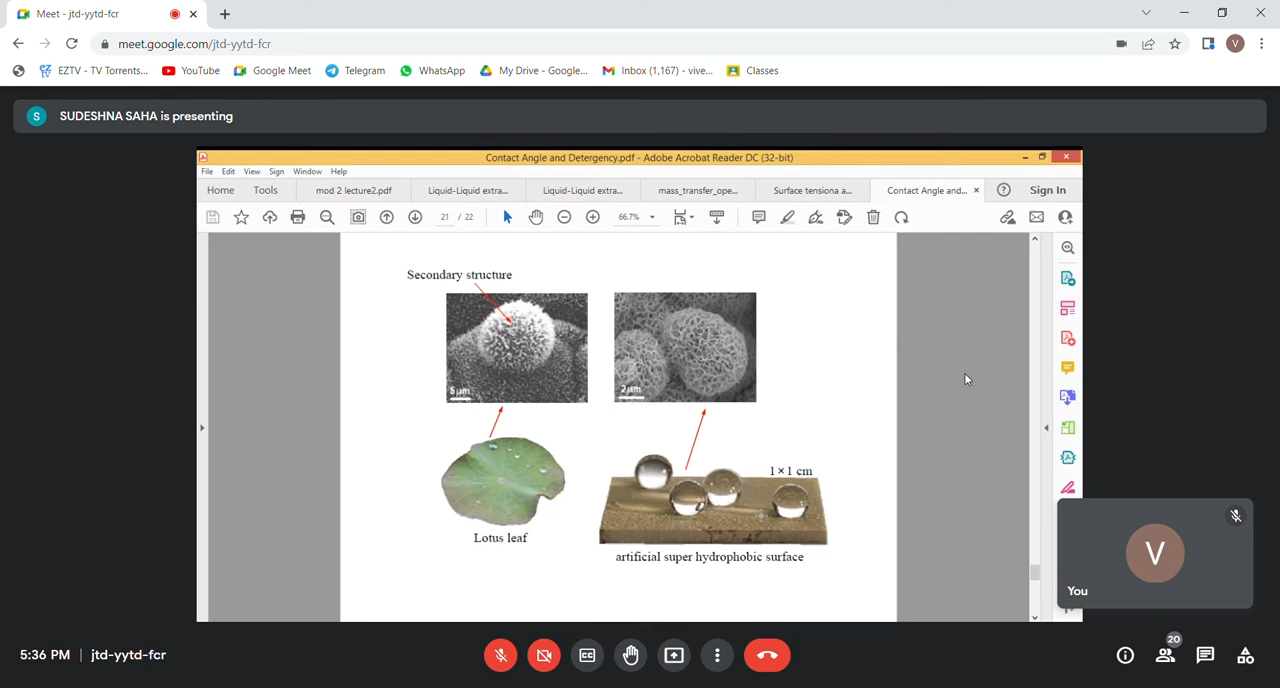 Meet - jtd-yytd-fcr
meet.google.com/jtd-yytd-fcr
V
EZTV - TV Torrents...
YouTube
Google Meet
Telegram
WhatsApp
My Drive - Google...
Inbox (1,167) - vive...
Classes
S
SUDESHNA SAHA is presenting
Contact Angle and Detergency.pdf - Adobe Acrobat Reader DC (32-bit)
File Edit View Sign Window Help
Home Tools mod 2 lecture2.pdf Liquid-Liquid extra... Liquid-Liquid extra... mass_transfer_ope... Surface tensiona a... Contact Angle and... Sign In
21 / 22 66.7%
Secondary structure
5 μm
2μm
1 × 1 cm
Lotus leaf
artificial super hydrophobic surface
V
You
5:36 PM | jtd-yytd-fcr
20